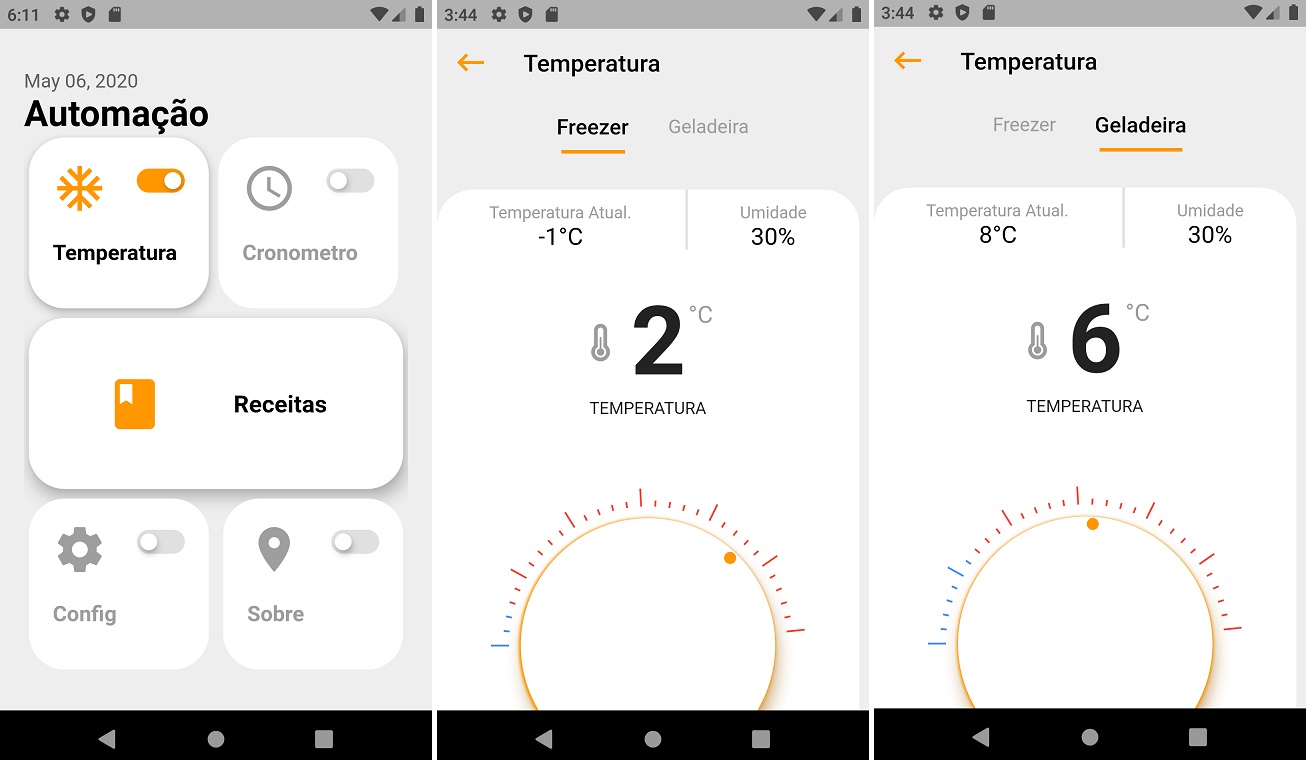 6:11
May 06, 2020
Automação
Temperatura
Cronometro
Receitas
Config
Sobre
3:44
Temperatura
Freezer Geladeira
Temperatura Atual. Umidade
-1°C 30%
2 °C
TEMPERATURA
3:44
Temperatura
Freezer Geladeira
Temperatura Atual. Umidade
8°C 30%
6 °C
TEMPERATURA